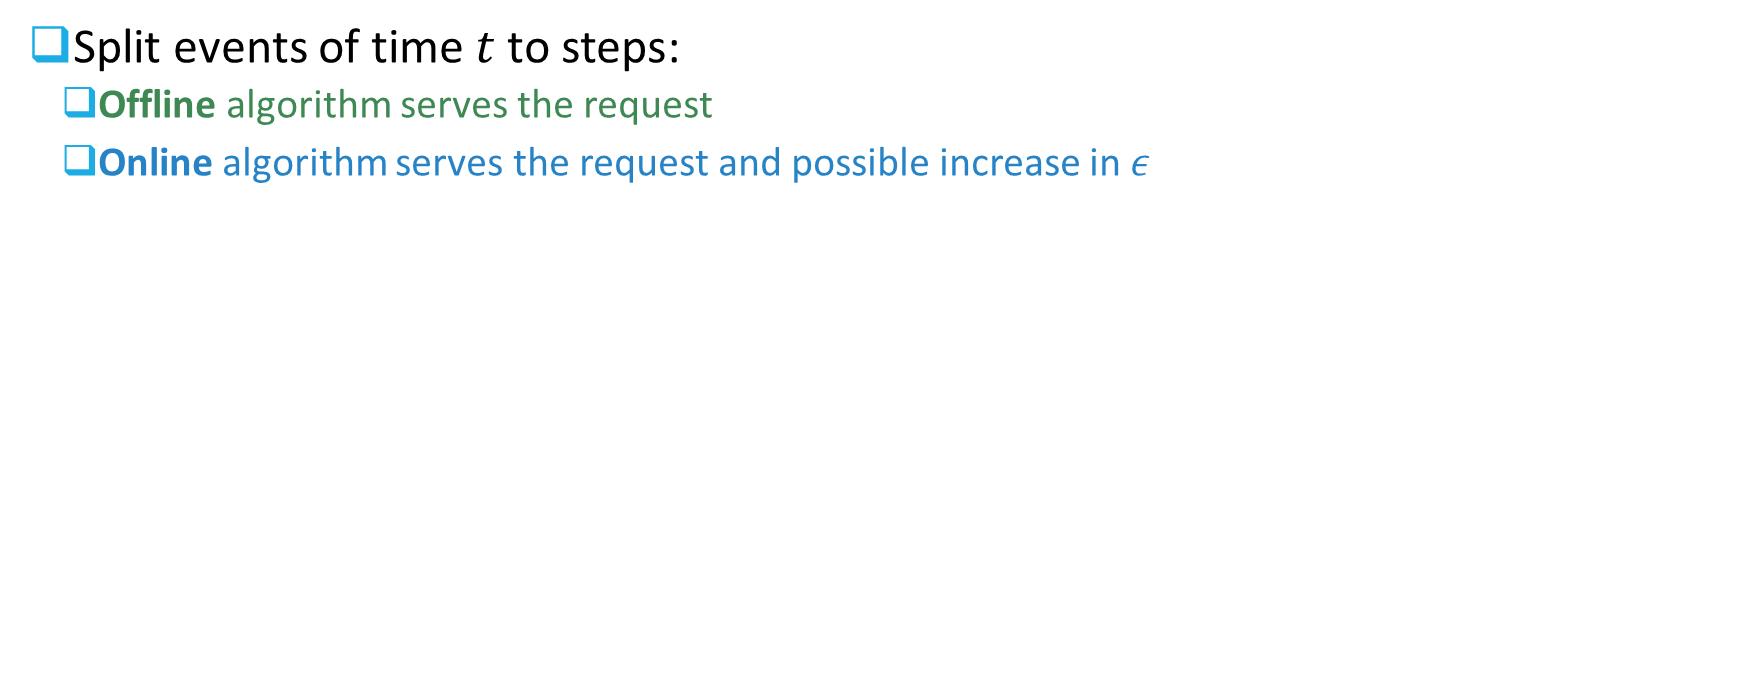 ❑Split events of time 𝑡 to steps:
❑Offline algorithm serves the request
❑Online algorithm serves the request and possible increase in 𝜖